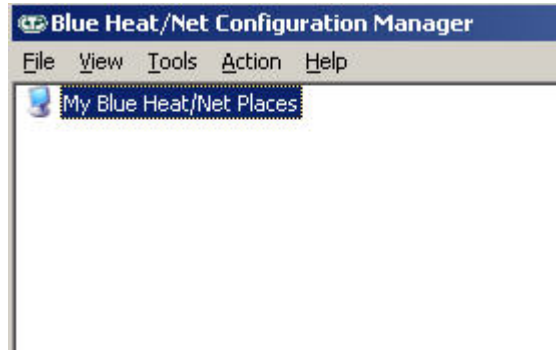 Blue Heat/Net Configuration Manager
File View Tools Action Help
My Blue Heat/Net Places